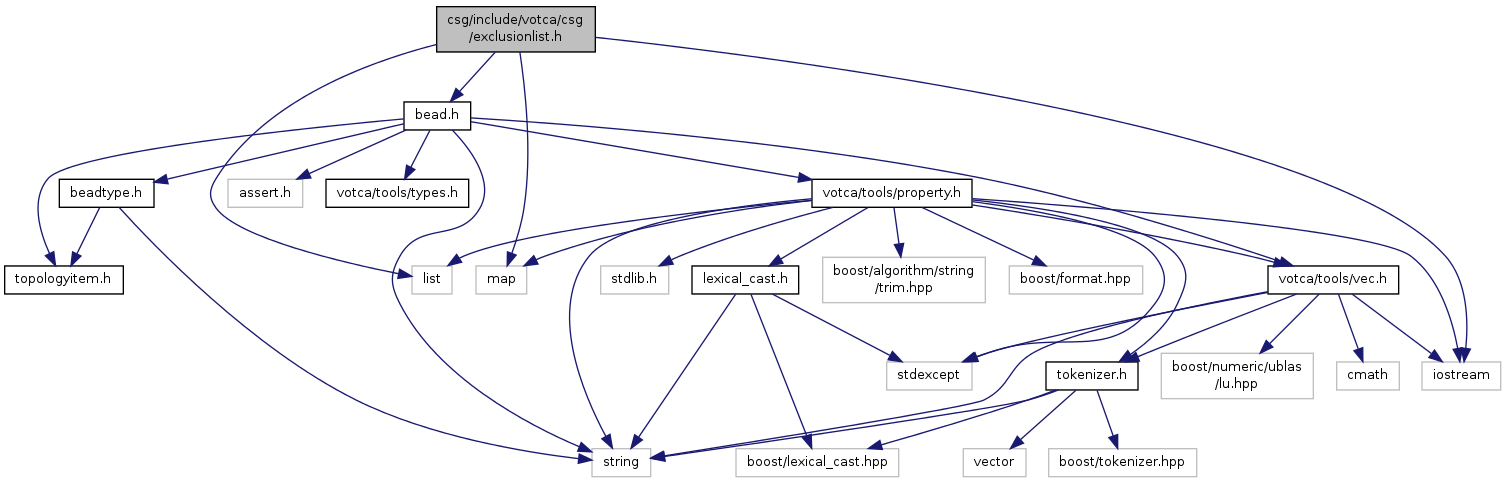 csg/include/votca/csg
/exclusionlist.h
bead.h
beadtype.h
assert.h
votca/tools/types.h
votca/tools/property.h
topologyitem.h
list
map
stdlib.h
lexical_cast.h
boost/algorithm/string
/trim.hpp
boost/format.hpp
votca/tools/vec.h
stdexcept
tokenizer.h
boost/numeric/ublas
/lu.hpp
cmath
iostream
string
boost/lexical_cast.hpp
vector
boost/tokenizer.hpp